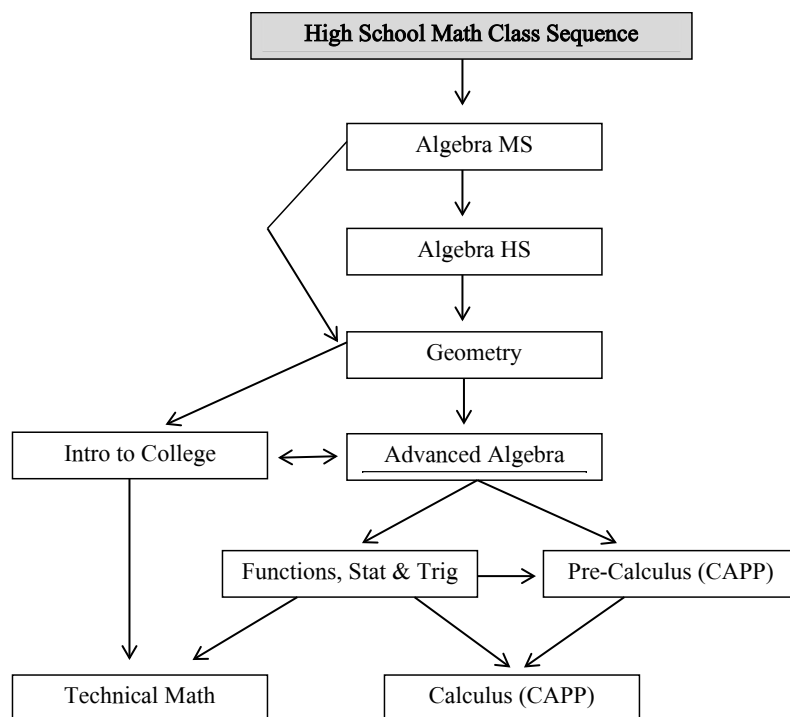 High School Math Class Sequence
Algebra MS
Algebra HS
Geometry
Intro to College
Advanced Algebra
Functions, Stat & Trig
Pre-Calculus (CAPP)
Technical Math
Calculus (CAPP)